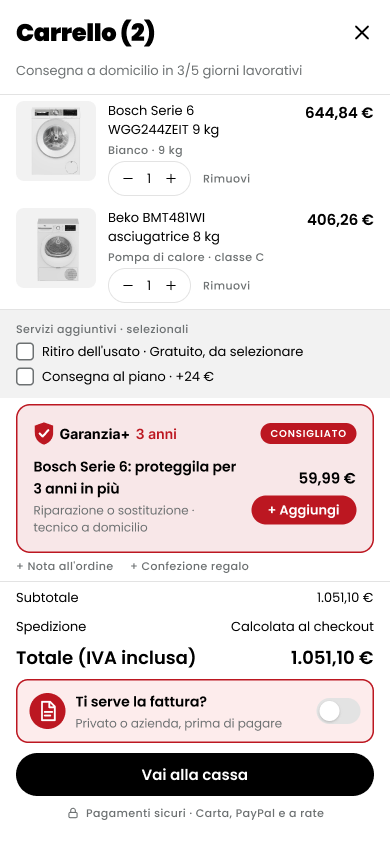 Carrello (2)
Consegna a domicilio in 3/5 giorni lavorativi
Bosch Serie 6
WGG244ZEIT 9 kg
644,84 €
Bianco · 9 kg
− 1 + Rimuovi
Beko BMT481WI
asciugatrice 8 kg
406,26 €
Pompa di calore · classe C
− 1 + Rimuovi
Servizi aggiuntivi · selezionali
Ritiro dell'usato · Gratuito, da selezionare
Consegna al piano · +24 €
Garanzia+ 3 anni
CONSIGLIATO
Bosch Serie 6: proteggila per
3 anni in più
59,99 €
Riparazione o sostituzione ·
tecnico a domicilio
+ Aggiungi
+ Nota all'ordine + Confezione regalo
Subtotale 1.051,10 €
Spedizione Calcolata al checkout
Totale (IVA inclusa) 1.051,10 €
Ti serve la fattura?
Privato o azienda, prima di pagare
Vai alla cassa
Pagamenti sicuri · Carta, PayPal e a rate